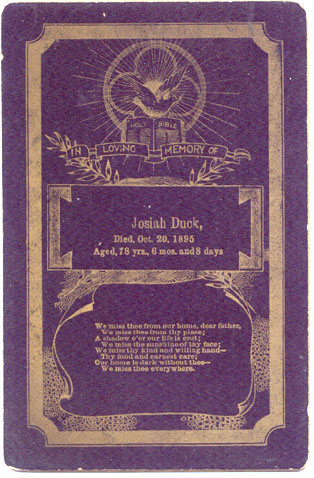 HOLY BIBLE
IN LOVING MEMORY OF
Josiah Duck,
Died, Oct. 20, 1895
Aged, 78 yrs., 6 mos. and 8 days
We miss thee from our home, dear father,
We miss thee from thy place;
A shadow o'er our life is cast;
We miss the sunshine of thy face;
We miss thy kind and willing hand—
Thy fond and earnest care;
Our home is dark without thee—
We miss thee everywhere.